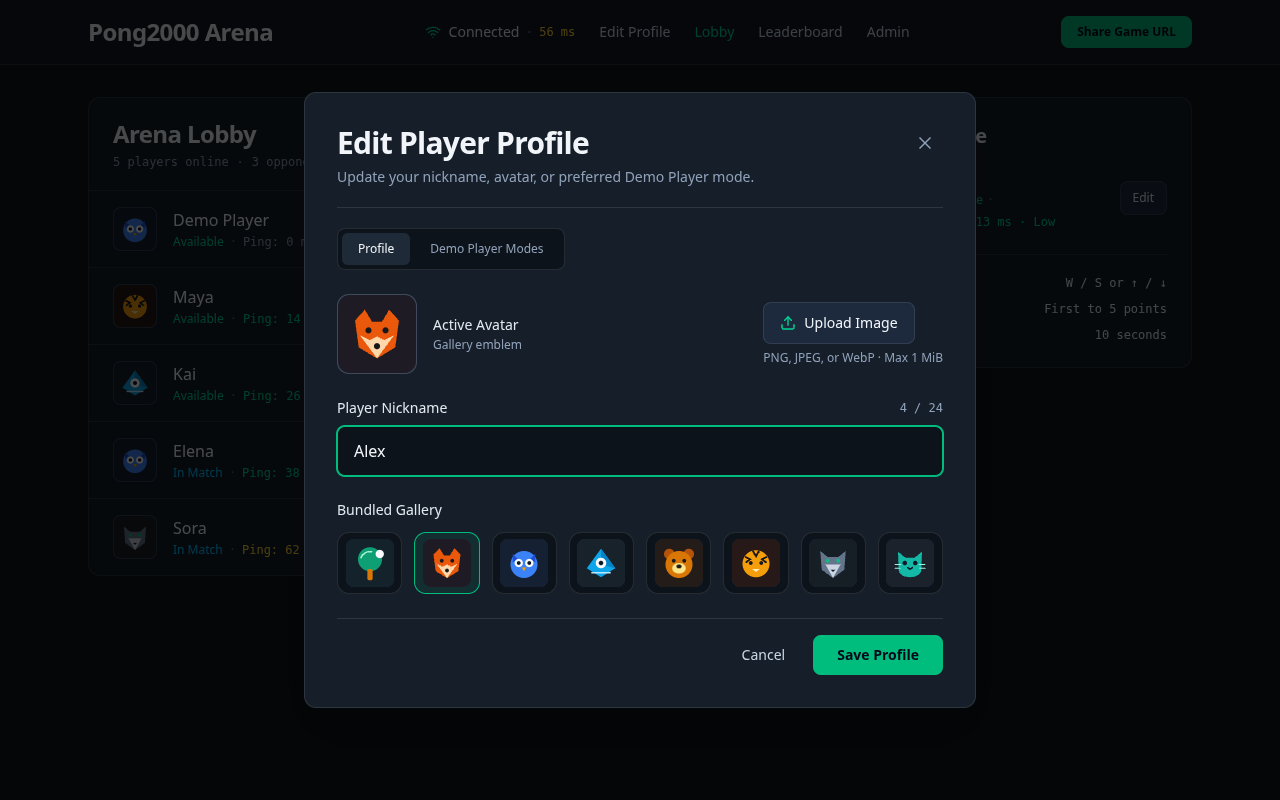 Pong2000 Arena
Connected · 56 ms
Edit Profile
Lobby
Leaderboard
Admin
Share Game URL
Arena Lobby
5 players online · 3
Demo Player
Available · Ping: 0
Maya
Available · Ping: 14
Kai
Available · Ping: 26
Elena
In Match · Ping: 38
Sora
In Match · Ping: 62
Edit Player Profile
Update your nickname, avatar, or preferred Demo Player mode.
Profile
Demo Player Modes
Active Avatar
Gallery emblem
Upload Image
PNG, JPEG, or WebP · Max 1 MiB
Player Nickname
4 / 24
Alex
Bundled Gallery
Cancel
Save Profile
13 ms · Low
Edit
W / S or ↑ / ↓
First to 5 points
10 seconds